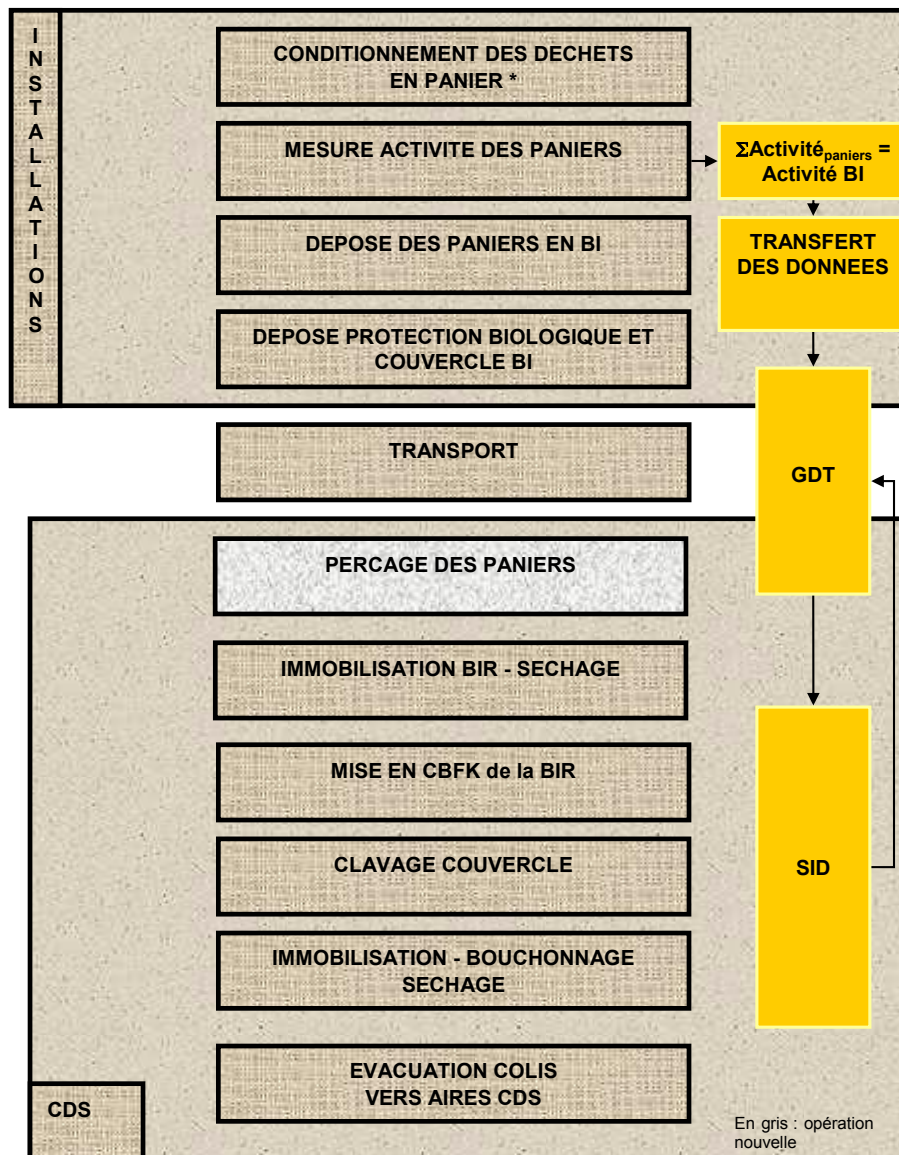 INSTALLATIONS
CONDITIONNEMENT DES DECHETS
EN PANIER *
MESURE ACTIVITE DES PANIERS
ΣActivitépaniers =
Activité BI
DEPOSE DES PANIERS EN BI
TRANSFERT
DES DONNEES
DEPOSE PROTECTION BIOLOGIQUE ET
COUVERCLE BI
TRANSPORT
GDT
PERCAGE DES PANIERS
IMMOBILISATION BIR - SECHAGE
MISE EN CBFK de la BIR
CLAVAGE COUVERCLE
SID
IMMOBILISATION - BOUCHONNAGE
SECHAGE
EVACUATION COLIS
VERS AIRES CDS
CDS
En gris : opération
nouvelle